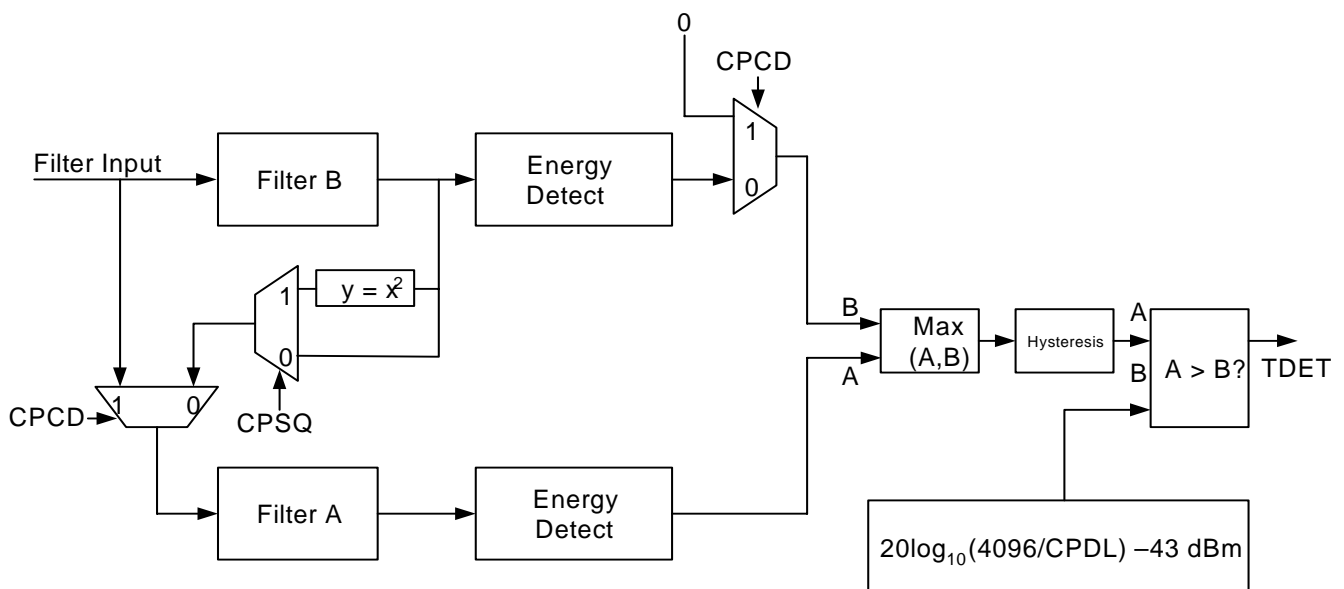 0
CPCD
1
0
Filter Input
Filter B
Energy
Detect
1
y = x²
0
CPSQ
CPCD
1
0
B
A
Max
(A,B)
Hysteresis
A
B
A > B?
TDET
Filter A
Energy
Detect
20log₁₀(4096/CPDL) –43 dBm